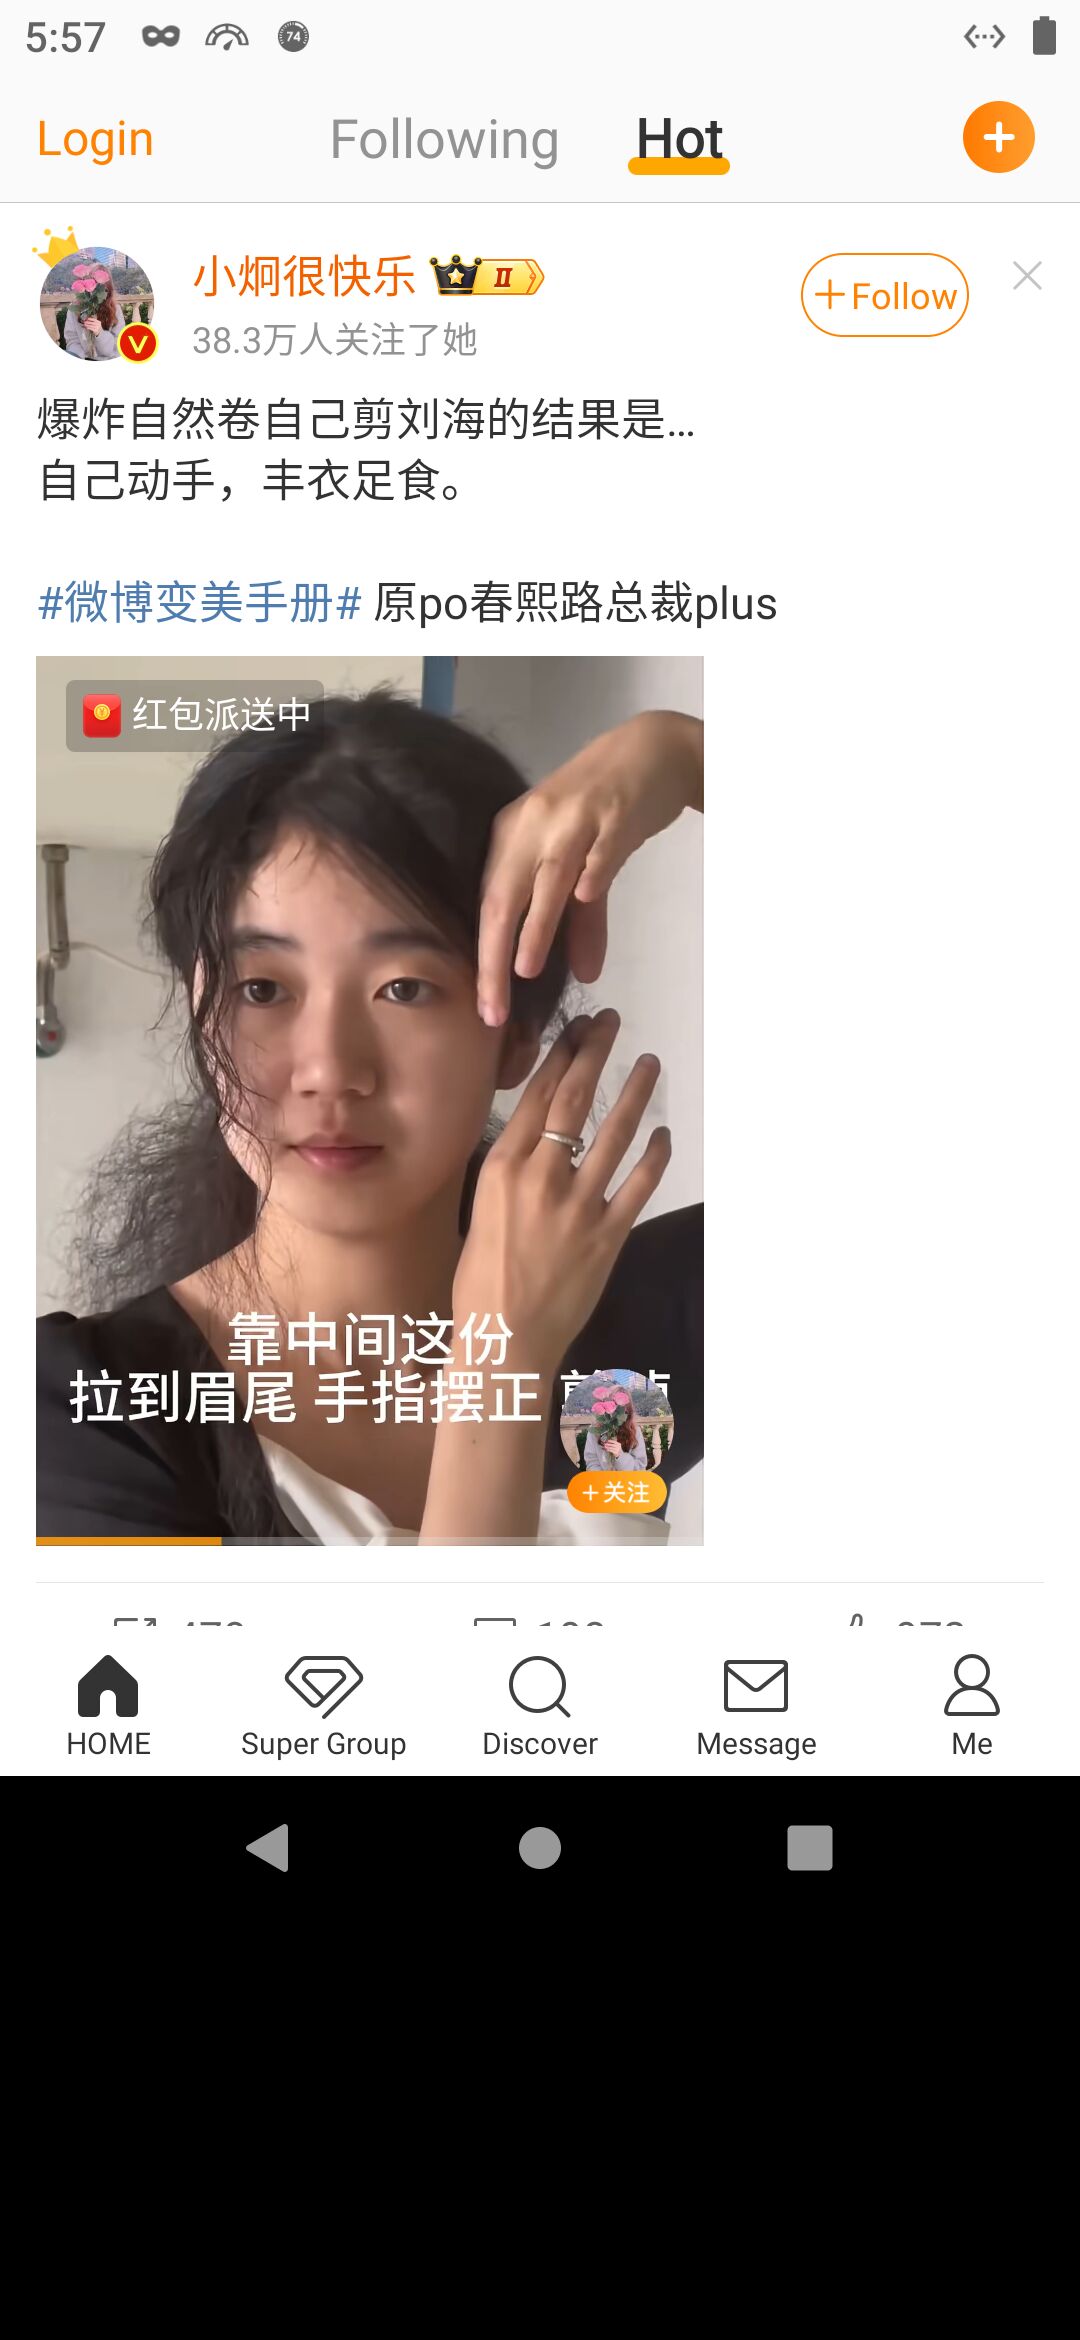 5:57
74
Login
Following
Hot
小炯很快乐
II
+Follow
38.3万人关注了她
爆炸自然卷自己剪刘海的结果是...
自己动手，丰衣足食。
#微博变美手册# 原po春熙路总裁plus
红包派送中
靠中间这份
拉到眉尾 手指摆正
+关注
HOME
Super Group
Discover
Message
Me